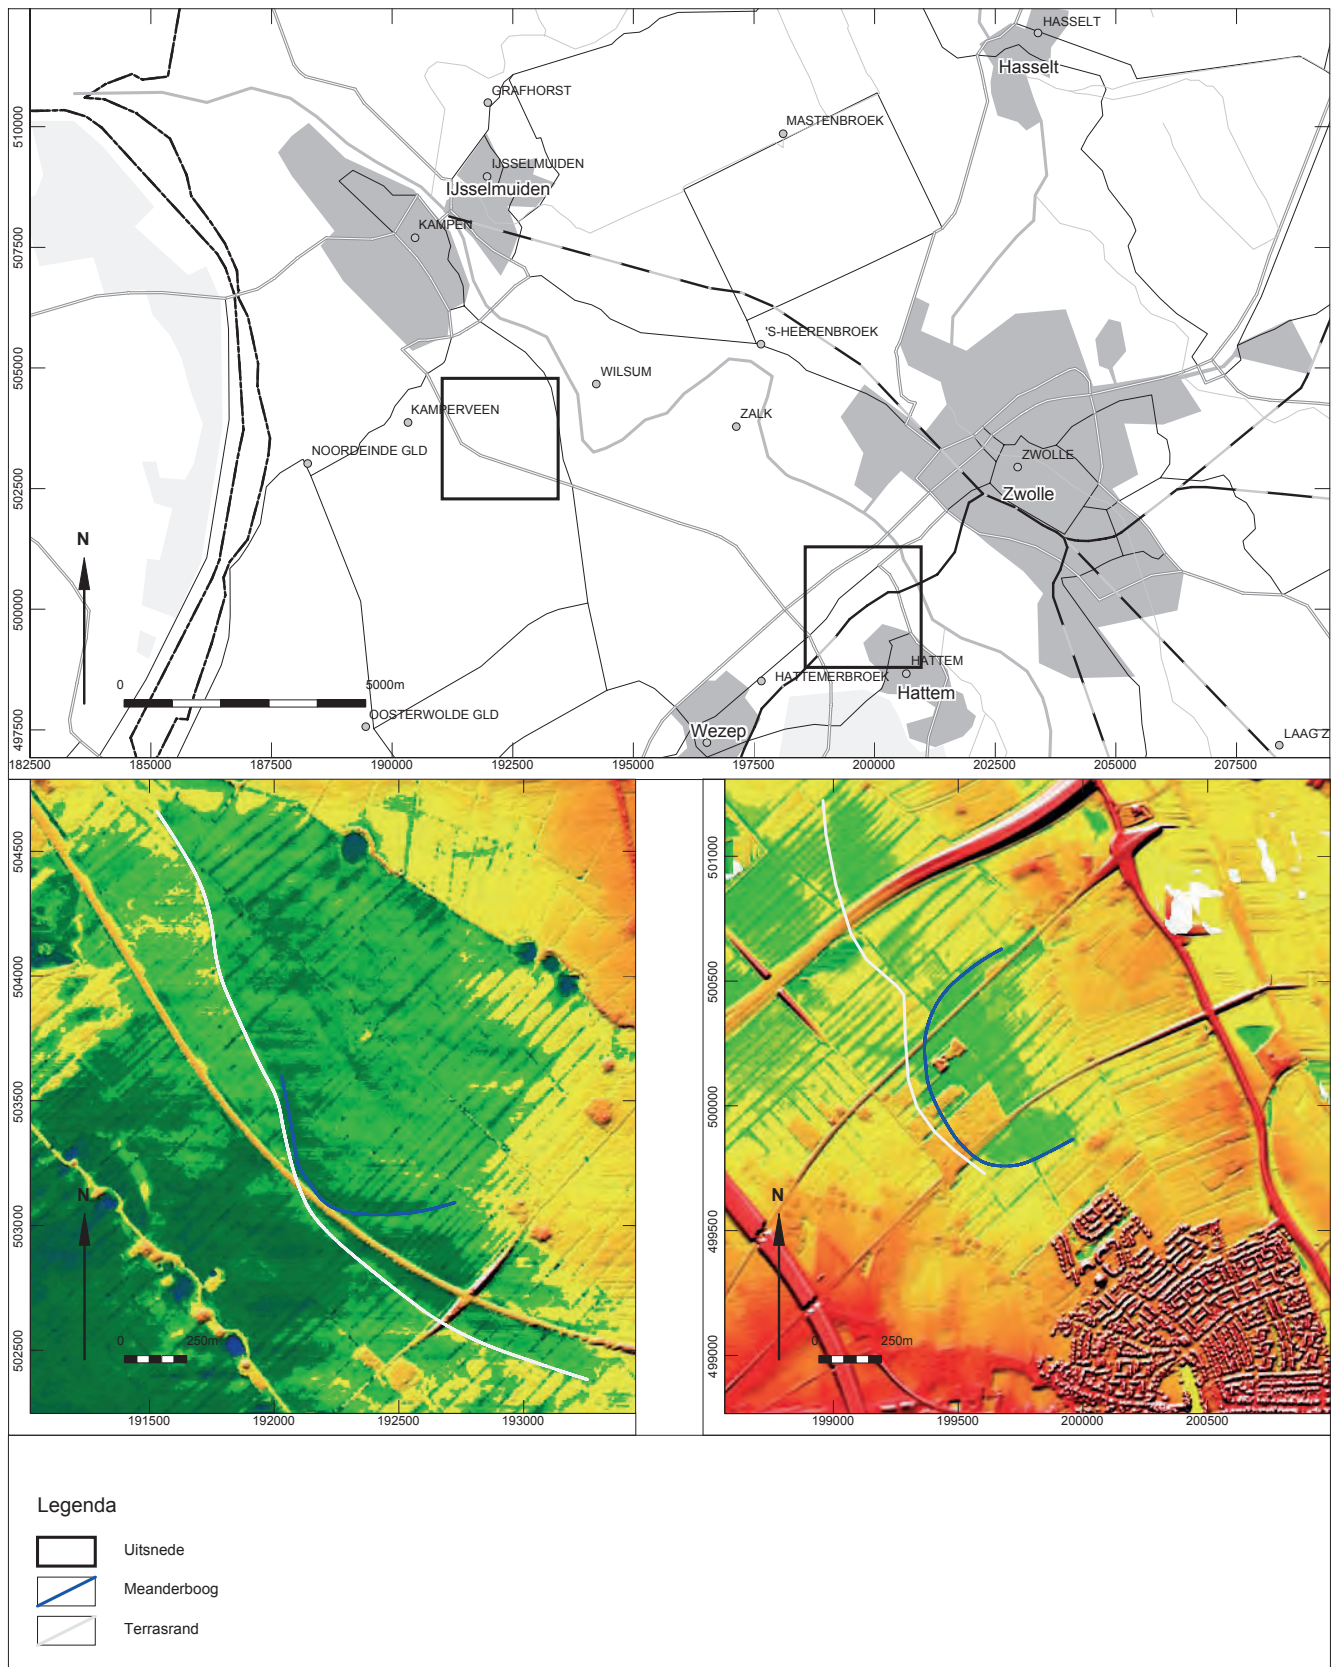 HASSELT
Hasselt
GRAFHORST
MASTENBROEK
IJSSELMUIDEN
IJsselmuiden
KAMPEN
'S-HEERENBROEK
WILSUM
KAMPERVEEN
ZALK
NOORDEINDE GLD
ZWOLLE
Zwolle
N
HATTEM
HATTEMERBROEK
Hattem
0 5000m
OOSTERWOLDE GLD
Wezep
LAAG Z
510000
507500
505000
502500
500000
497500
182500 185000 187500 190000 192500 195000 197500 200000 202500 205000 207500
504500
504000
503500
503000
502500
N
0 250m
191500 192000 192500 193000
501000
500500
500000
499500
499000
N
0 250m
199000 199500 200000 200500
Legenda
Uitsnede
Meanderboog
Terrasrand